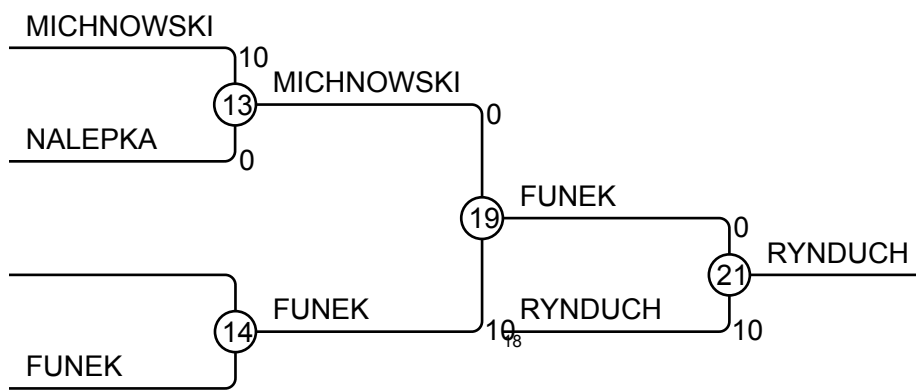 MICHNOWSKI
10
13
MICHNOWSKI
0
NALEPKA
0
19
FUNEK
0
21
RYNDUCH
14
FUNEK
10
18
RYNDUCH
10
FUNEK